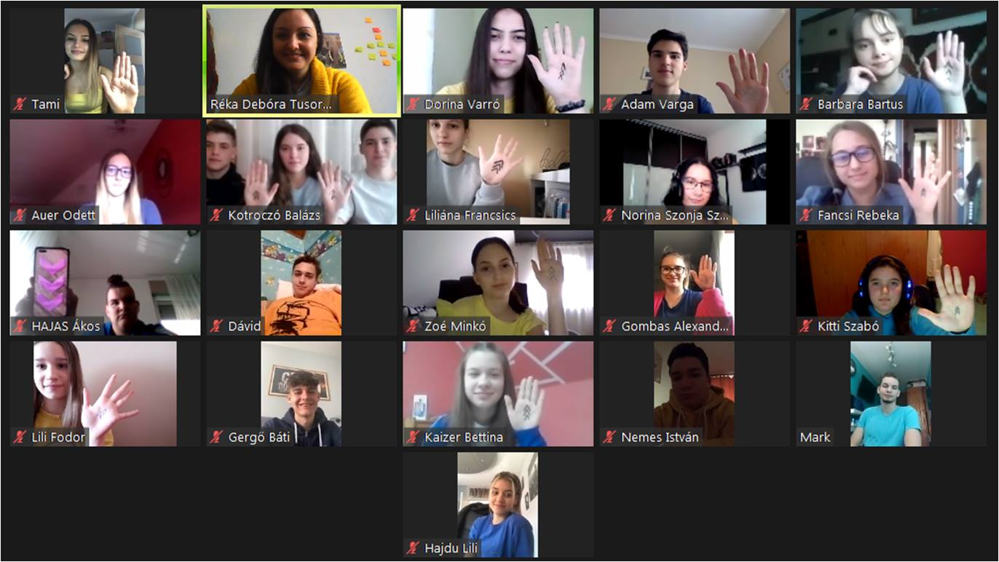 Tami
Réka Debóra Tusor...
Dorina Varró
Adam Varga
Barbara Bartus
Auer Odett
Kotroczó Balázs
Liliána Francsics
Norina Szonja Sz...
Fancsi Rebeka
HAJAS Ákos
Dávid
Zoé Minkó
Gombas Alexand...
Kitti Szabó
Lili Fodor
Gergő Báti
Kaizer Bettina
Nemes István
Mark
Hajdu Lili